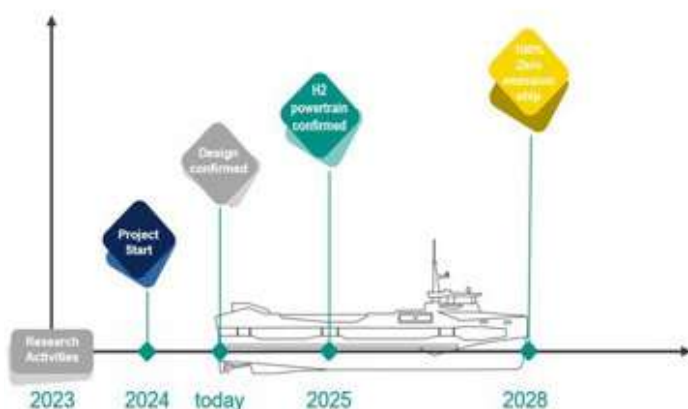 100%
Zero
emission
ship
H2
powertrain
confirmed
Design
confirmed
Project
Start
Research
Activities
2023
2024
today
2025
2028